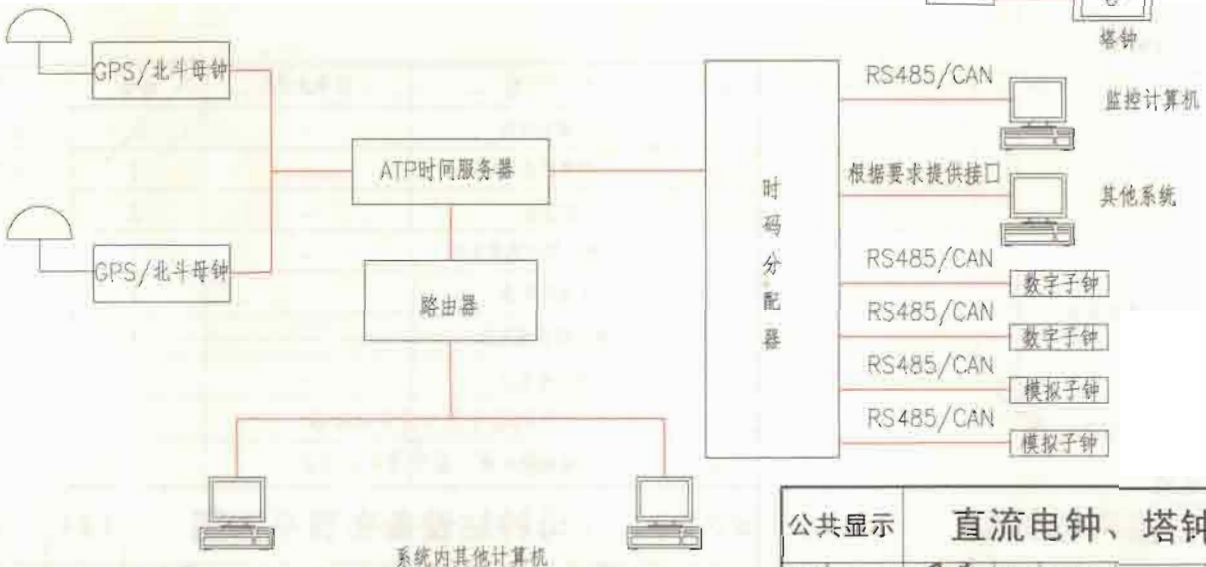 塔钟
GPS/北斗母钟
RS485/CAN
监控计算机
ATP时间服务器
根据要求提供接口
其他系统
时码分配器
GPS/北斗母钟
RS485/CAN
数字子钟
路由器
RS485/CAN
数字子钟
RS485/CAN
模拟子钟
RS485/CAN
模拟子钟
系统内其他计算机
公共显示
直流电钟、塔钟